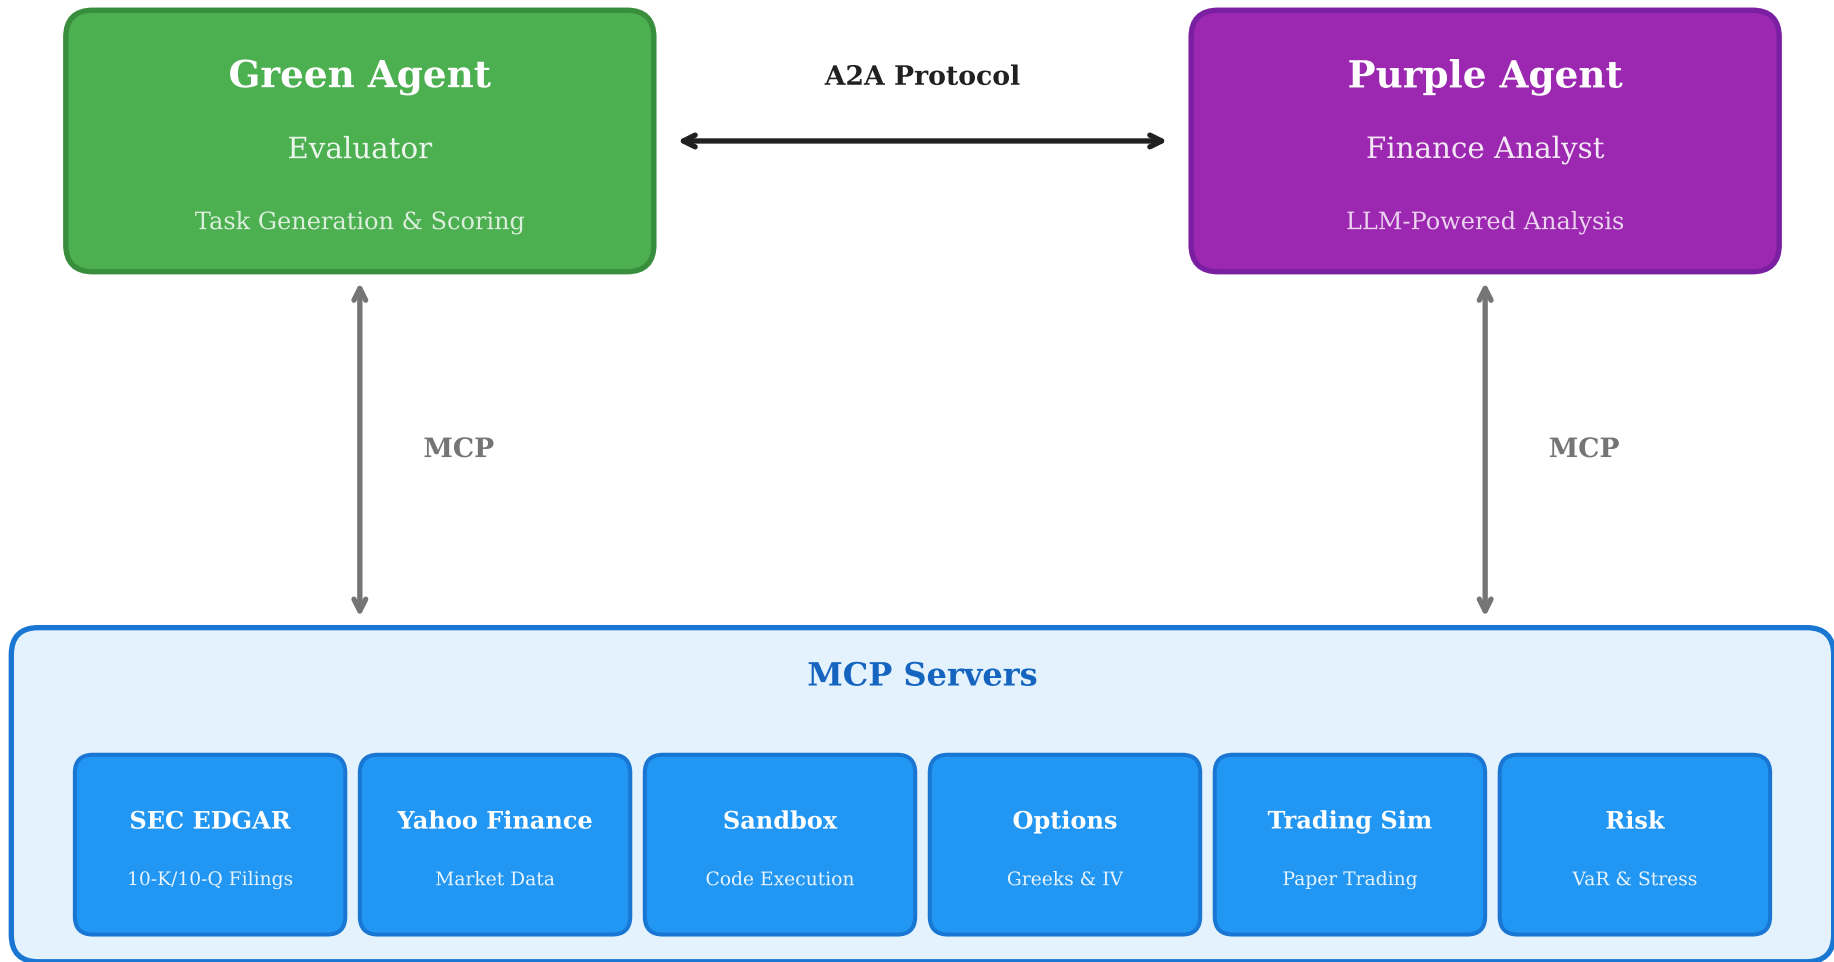 Green Agent
Evaluator
Task Generation & Scoring
A2A Protocol
Purple Agent
Finance Analyst
LLM-Powered Analysis
MCP
MCP
MCP Servers
SEC EDGAR
10-K/10-Q Filings
Yahoo Finance
Market Data
Sandbox
Code Execution
Options
Greeks & IV
Trading Sim
Paper Trading
Risk
VaR & Stress